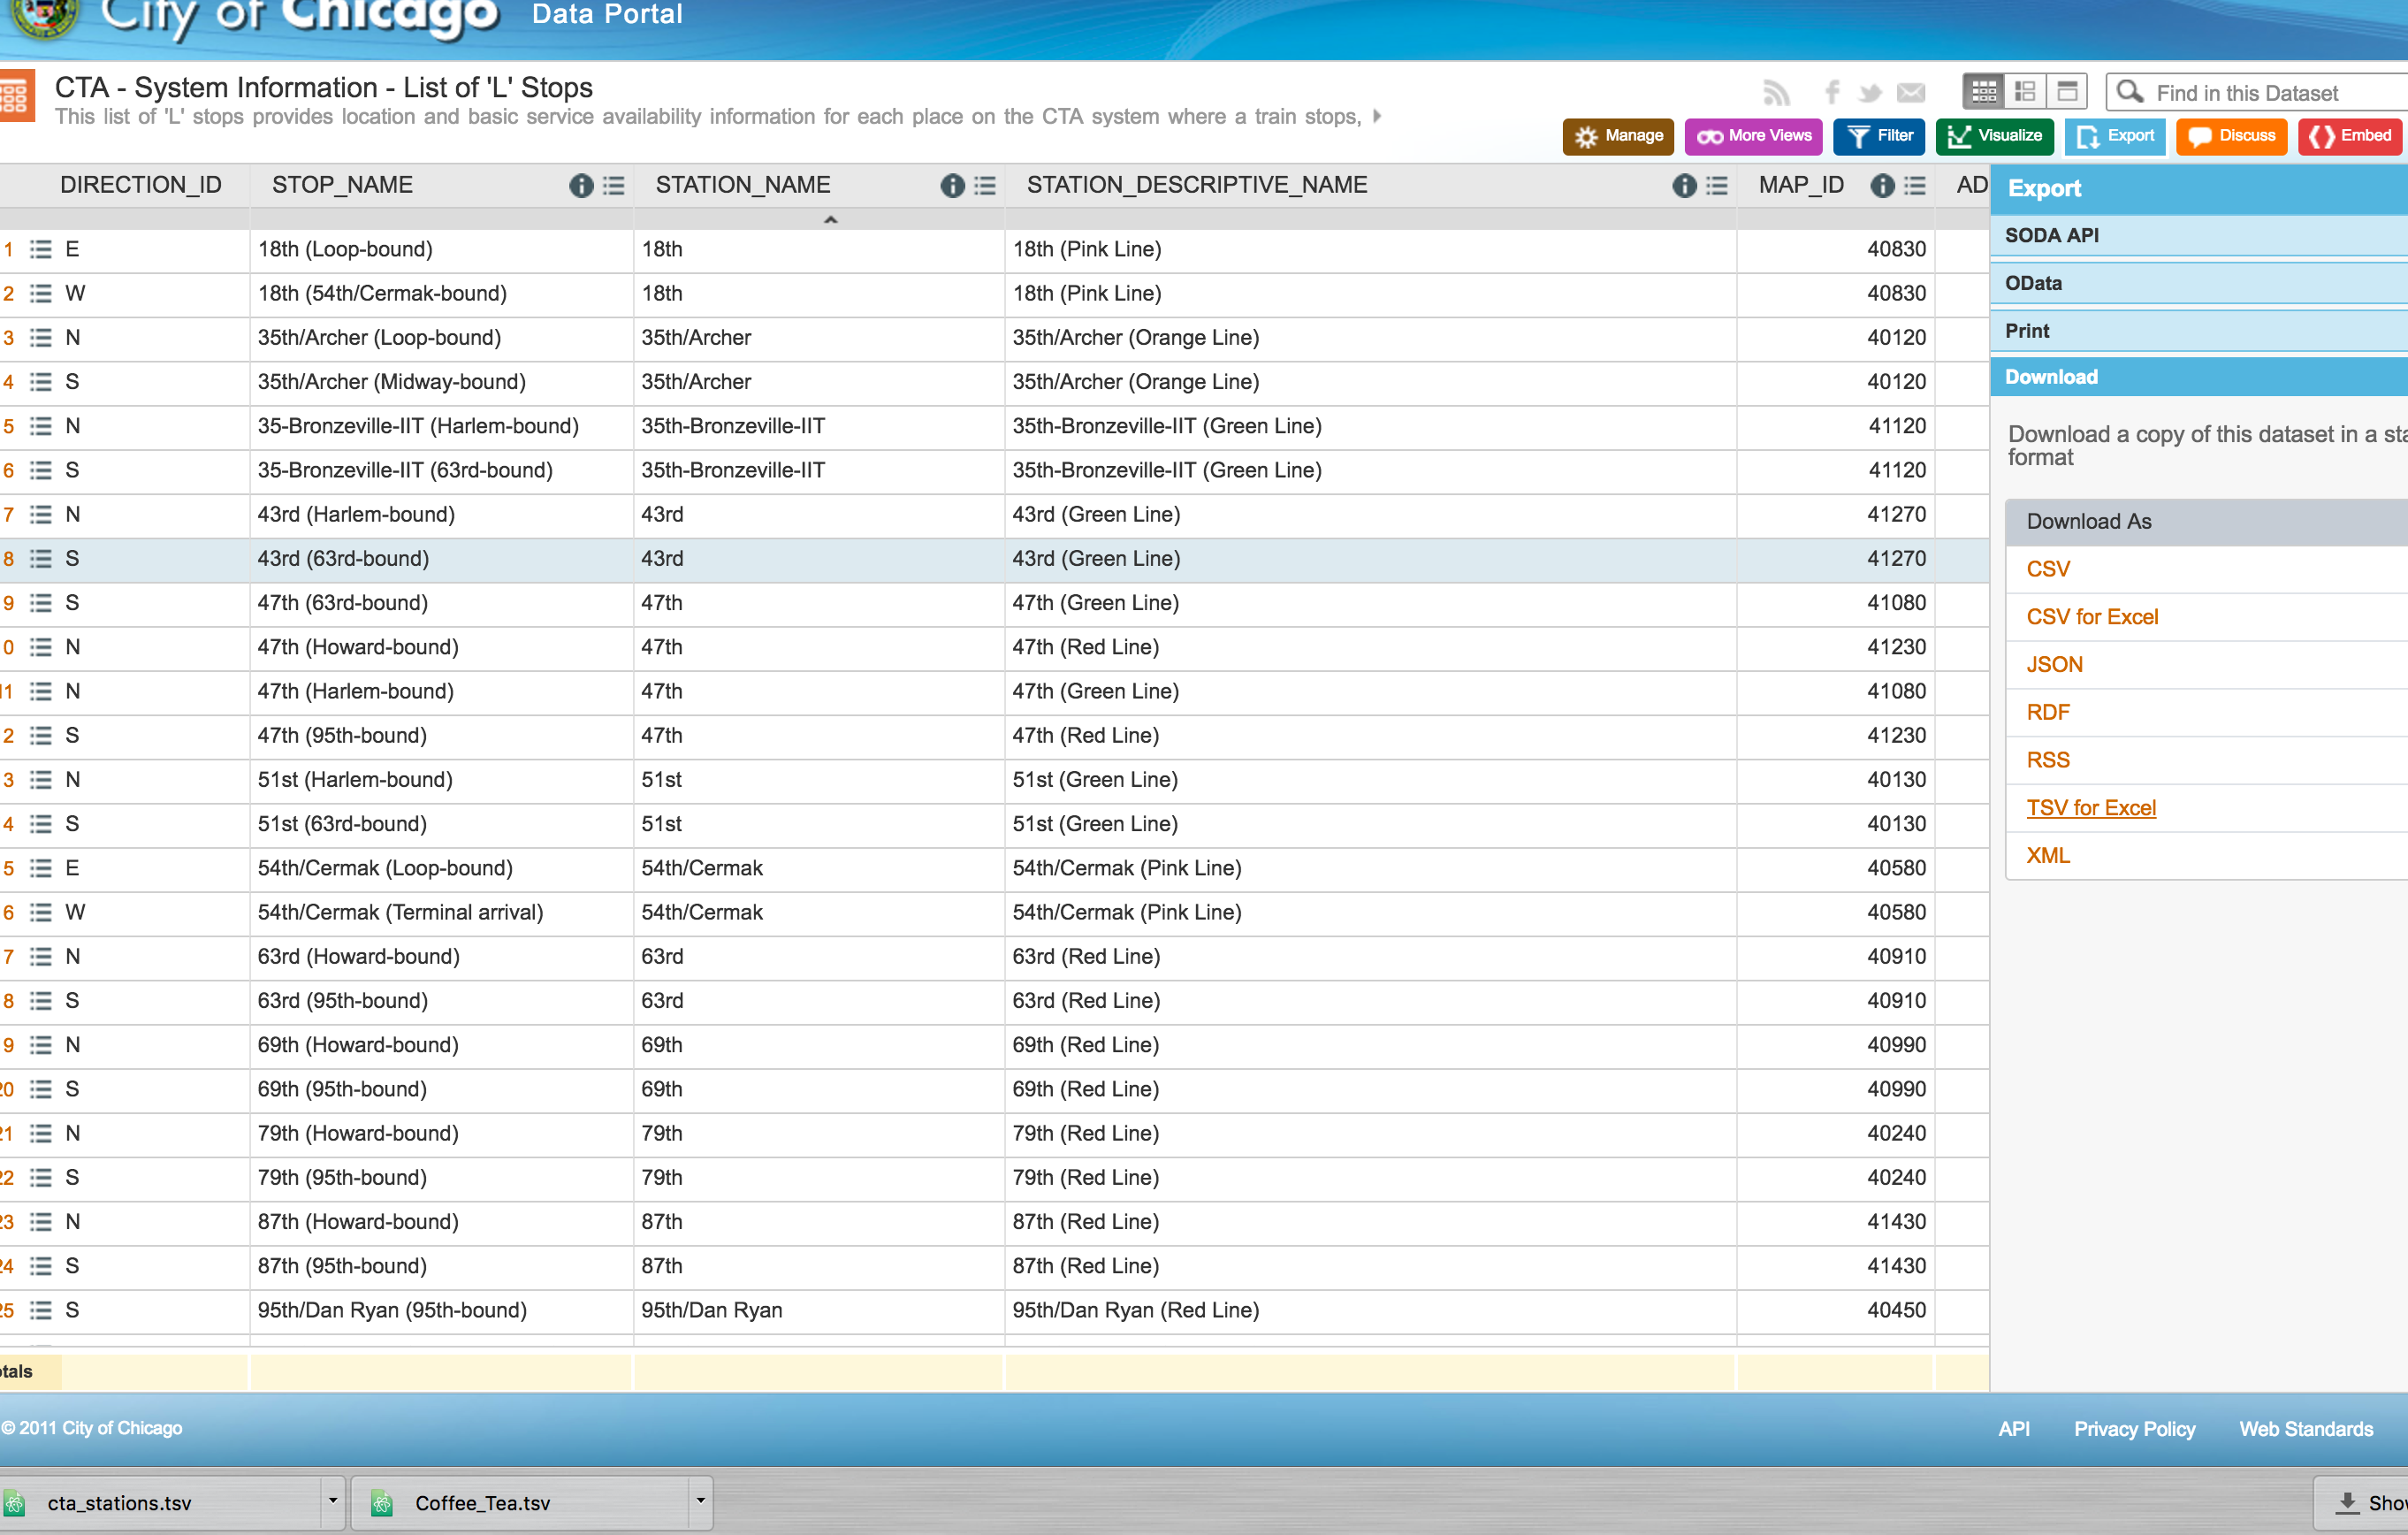 City of Chicago Data Portal
CTA - System Information - List of 'L' Stops
This list of 'L' stops provides location and basic service availability information for each place on the CTA system where a train stops,
Find in this Dataset
Manage More Views Filter Visualize Export Discuss Embed
DIRECTION_ID STOP_NAME STATION_NAME STATION_DESCRIPTIVE_NAME MAP_ID AD
1 E 18th (Loop-bound) 18th 18th (Pink Line) 40830
2 W 18th (54th/Cermak-bound) 18th 18th (Pink Line) 40830
3 N 35th/Archer (Loop-bound) 35th/Archer 35th/Archer (Orange Line) 40120
4 S 35th/Archer (Midway-bound) 35th/Archer 35th/Archer (Orange Line) 40120
5 N 35-Bronzeville-IIT (Harlem-bound) 35th-Bronzeville-IIT 35th-Bronzeville-IIT (Green Line) 41120
6 S 35-Bronzeville-IIT (63rd-bound) 35th-Bronzeville-IIT 35th-Bronzeville-IIT (Green Line) 41120
7 N 43rd (Harlem-bound) 43rd 43rd (Green Line) 41270
8 S 43rd (63rd-bound) 43rd 43rd (Green Line) 41270
9 S 47th (63rd-bound) 47th 47th (Green Line) 41080
0 N 47th (Howard-bound) 47th 47th (Red Line) 41230
11 N 47th (Harlem-bound) 47th 47th (Green Line) 41080
2 S 47th (95th-bound) 47th 47th (Red Line) 41230
3 N 51st (Harlem-bound) 51st 51st (Green Line) 40130
4 S 51st (63rd-bound) 51st 51st (Green Line) 40130
5 E 54th/Cermak (Loop-bound) 54th/Cermak 54th/Cermak (Pink Line) 40580
6 W 54th/Cermak (Terminal arrival) 54th/Cermak 54th/Cermak (Pink Line) 40580
7 N 63rd (Howard-bound) 63rd 63rd (Red Line) 40910
8 S 63rd (95th-bound) 63rd 63rd (Red Line) 40910
9 N 69th (Howard-bound) 69th 69th (Red Line) 40990
20 S 69th (95th-bound) 69th 69th (Red Line) 40990
21 N 79th (Howard-bound) 79th 79th (Red Line) 40240
22 S 79th (95th-bound) 79th 79th (Red Line) 40240
23 N 87th (Howard-bound) 87th 87th (Red Line) 41430
24 S 87th (95th-bound) 87th 87th (Red Line) 41430
25 S 95th/Dan Ryan (95th-bound) 95th/Dan Ryan 95th/Dan Ryan (Red Line) 40450
otals
Export
SODA API
OData
Print
Download
Download a copy of this dataset in a sta
format
Download As
CSV
CSV for Excel
JSON
RDF
RSS
TSV for Excel
XML
© 2011 City of Chicago API Privacy Policy Web Standards
cta_stations.tsv Coffee_Tea.tsv Show